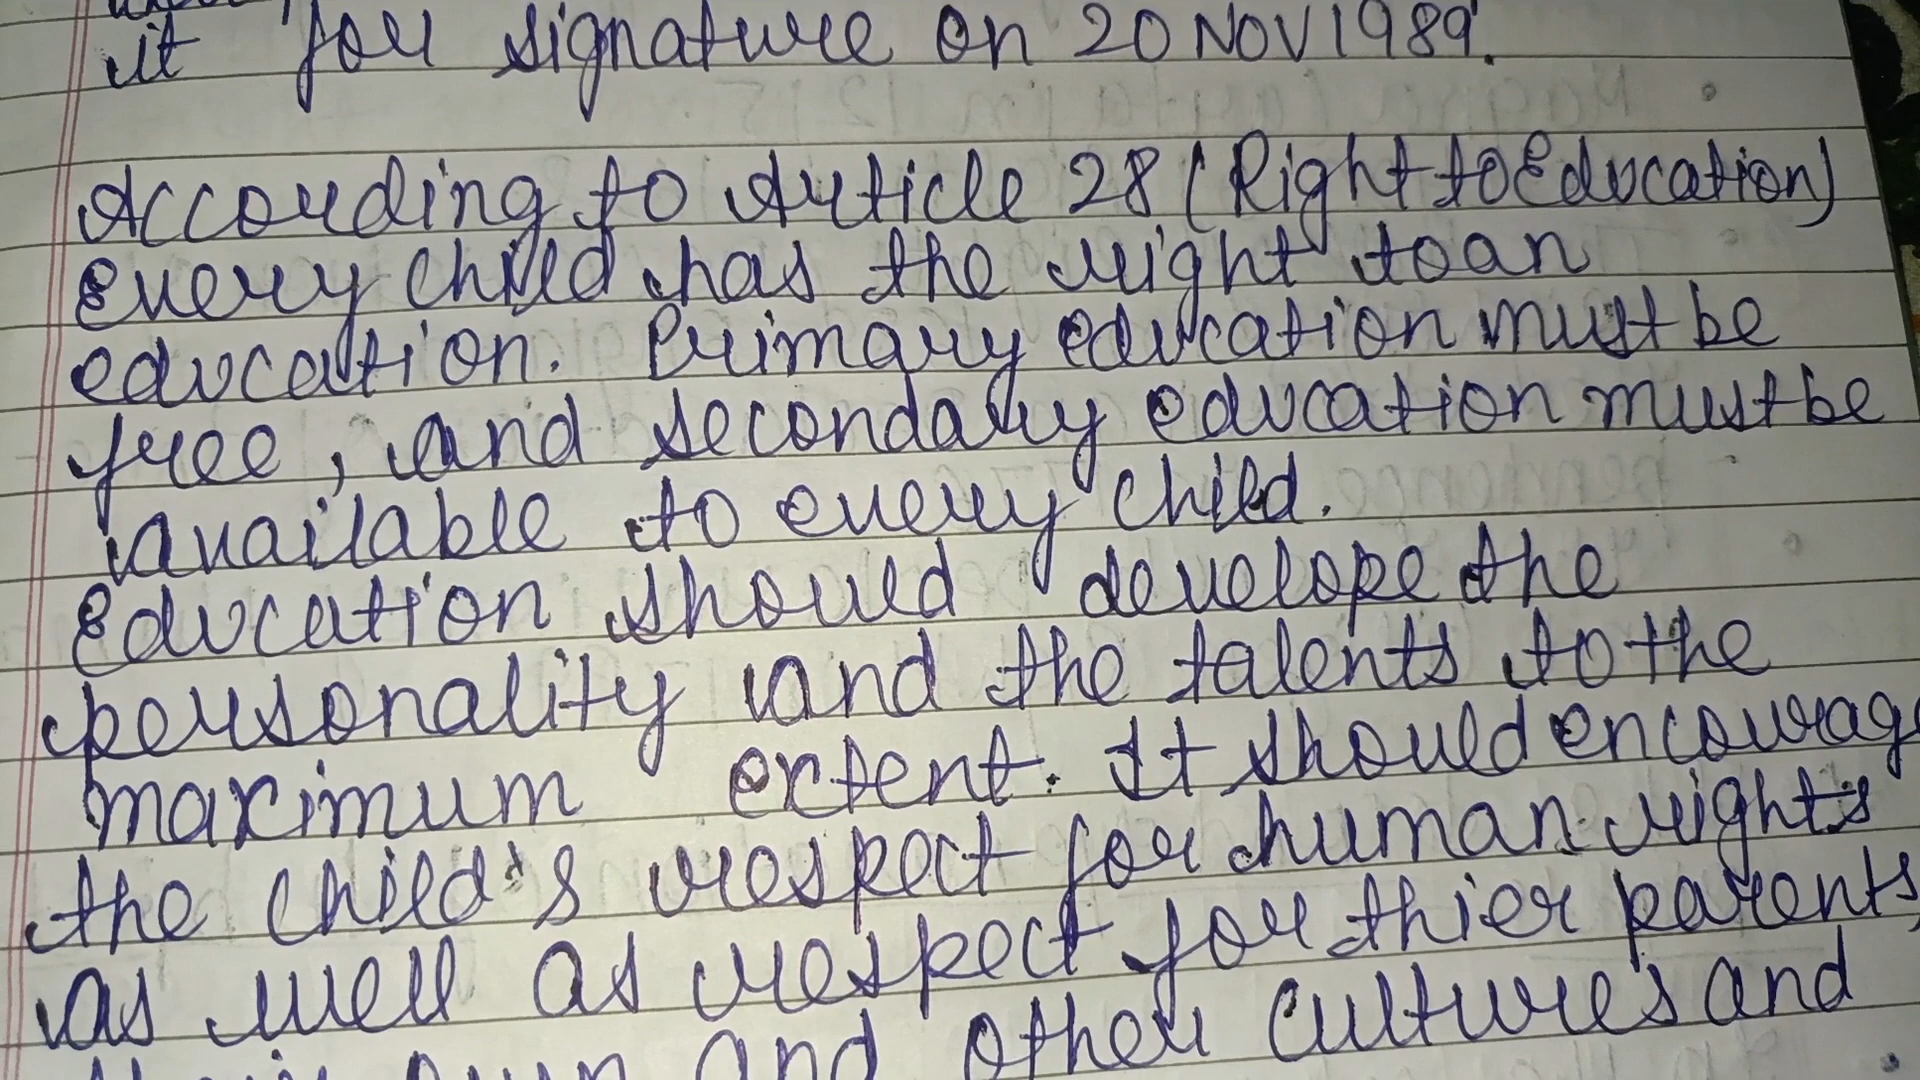 it for signature on 20 NOV 1989.
According to Article 28 (Right to Education)
every child has the right to an
education. Primary education must be
free, and secondary education must be
available to every child.
Education should develope the
personality and the talents to the
maximum extent. It should encourag
the child's respect for human rights
as well as respect for thier parents,
own and other cultures and